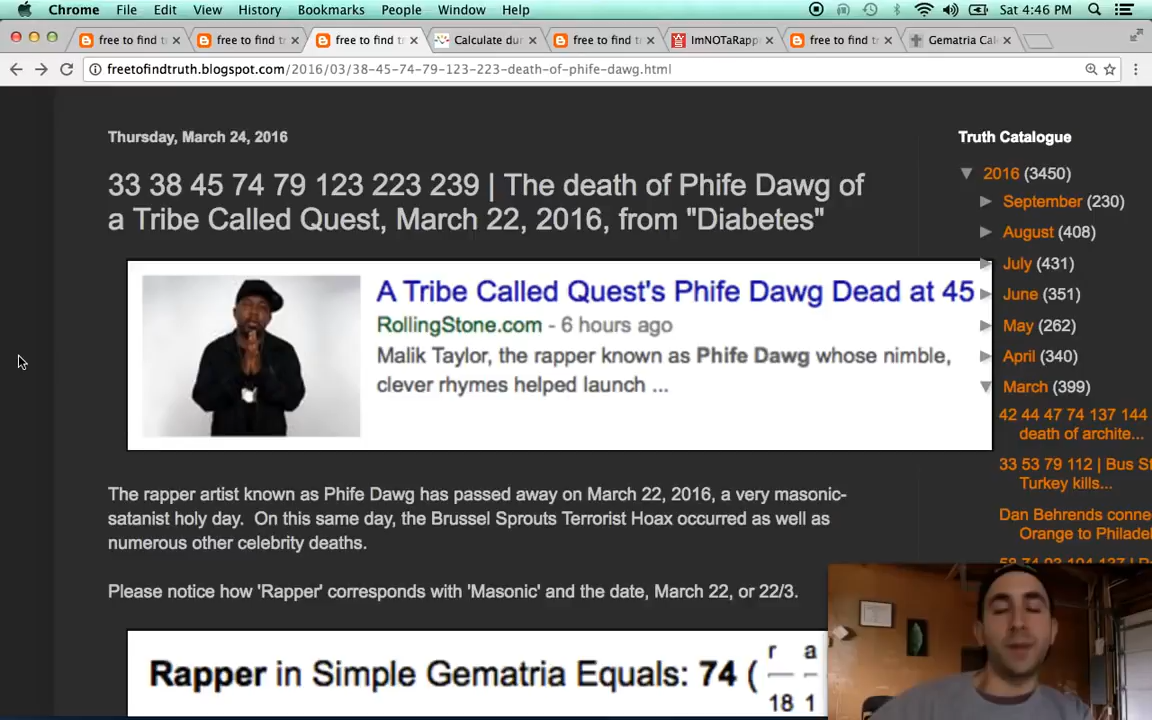 Chrome File Edit View History Bookmarks People Window Help Sat 4:46 PM
free to find t free to find t free to find t Calculate du free to find t ImNOTaRapp free to find t Gematria Cal
freetofindtruth.blogspot.com/2016/03/38-45-74-79-123-223-death-of-phife-dawg.html
Thursday, March 24, 2016
33 38 45 74 79 123 223 239 | The death of Phife Dawg of
a Tribe Called Quest, March 22, 2016, from "Diabetes"
A Tribe Called Quest's Phife Dawg Dead at 45
RollingStone.com - 6 hours ago
Malik Taylor, the rapper known as Phife Dawg whose nimble,
clever rhymes helped launch ...
The rapper artist known as Phife Dawg has passed away on March 22, 2016, a very masonic-
satanist holy day. On this same day, the Brussel Sprouts Terrorist Hoax occurred as well as
numerous other celebrity deaths.
Please notice how 'Rapper' corresponds with 'Masonic' and the date, March 22, or 22/3.
Rapper in Simple Gematria Equals: 74 ( r a
18 1
Truth Catalogue
▼ 2016 (3450)
► September (230)
► August (408)
► July (431)
► June (351)
► May (262)
► April (340)
▼ March (399)
42 44 47 74 137 144
death of archite...
33 53 79 112 | Bus St
Turkey kills...
Dan Behrends conne
Orange to Philadel